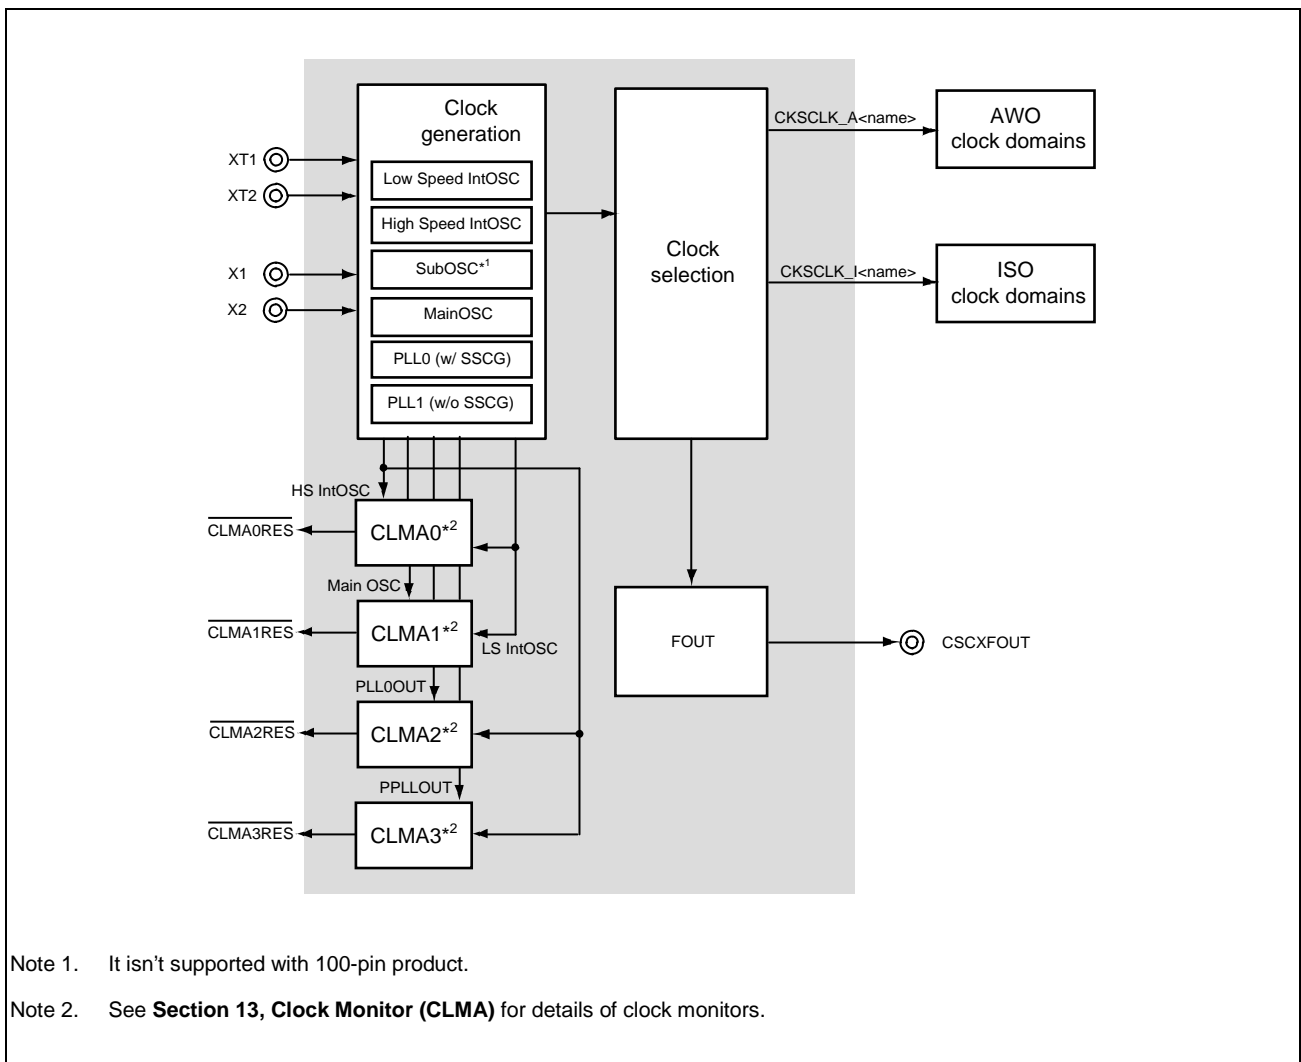 Clock
generation
Low Speed IntOSC
High Speed IntOSC
SubOSC*1
MainOSC
PLL0 (w/ SSCG)
PLL1 (w/o SSCG)
XT1
XT2
X1
X2
Clock
selection
CKSCLK_A<name>
AWO
clock domains
CKSCLK_I<name>
ISO
clock domains
HS IntOSC
CLMA0RES
CLMA0*2
Main OSC
CLMA1RES
CLMA1*2
LS IntOSC
PLL0OUT
CLMA2RES
CLMA2*2
PPLLOUT
CLMA3RES
CLMA3*2
FOUT
CSCXFOUT
Note 1. It isn't supported with 100-pin product.
Note 2. See Section 13, Clock Monitor (CLMA) for details of clock monitors.